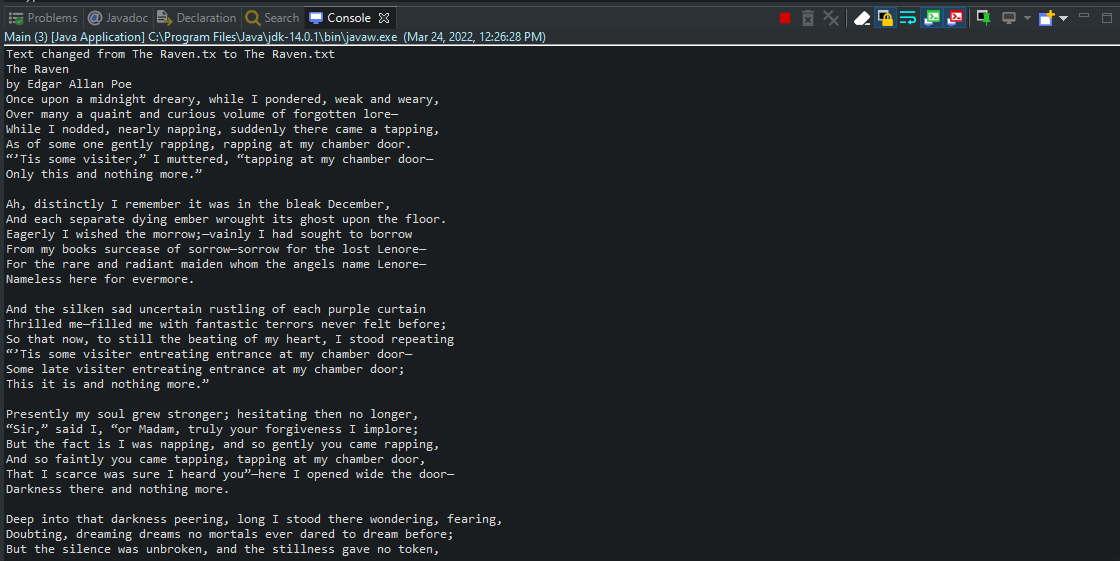 Problems @ Javadoc Declaration Search Console
Main (3) [Java Application] C:\Program Files\Java\jdk-14.0.1\bin\javaw.exe (Mar 24, 2022, 12:26:28 PM)
Text changed from The Raven.tx to The Raven.txt
The Raven
by Edgar Allan Poe
Once upon a midnight dreary, while I pondered, weak and weary,
Over many a quaint and curious volume of forgotten lore—
While I nodded, nearly napping, suddenly there came a tapping,
As of some one gently rapping, rapping at my chamber door.
“’Tis some visiter,” I muttered, “tapping at my chamber door—
Only this and nothing more.”

Ah, distinctly I remember it was in the bleak December,
And each separate dying ember wrought its ghost upon the floor.
Eagerly I wished the morrow;—vainly I had sought to borrow
From my books surcease of sorrow—sorrow for the lost Lenore—
For the rare and radiant maiden whom the angels name Lenore—
Nameless here for evermore.

And the silken sad uncertain rustling of each purple curtain
Thrilled me—filled me with fantastic terrors never felt before;
So that now, to still the beating of my heart, I stood repeating
“’Tis some visiter entreating entrance at my chamber door—
Some late visiter entreating entrance at my chamber door;
This it is and nothing more.”

Presently my soul grew stronger; hesitating then no longer,
“Sir,” said I, “or Madam, truly your forgiveness I implore;
But the fact is I was napping, and so gently you came rapping,
And so faintly you came tapping, tapping at my chamber door,
That I scarce was sure I heard you”—here I opened wide the door—
Darkness there and nothing more.

Deep into that darkness peering, long I stood there wondering, fearing,
Doubting, dreaming dreams no mortals ever dared to dream before;
But the silence was unbroken, and the stillness gave no token,